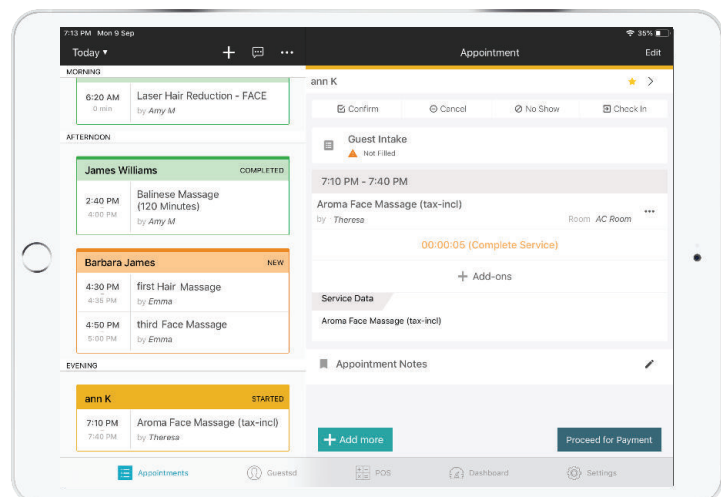 7:13 PM Mon 9 Sep
35%
Today ▾
Appointment
Edit
MORNING
6:20 AM
0 min
Laser Hair Reduction - FACE
by Amy M
AFTERNOON
James Williams
COMPLETED
2:40 PM
4:00 PM
Balinese Massage
(120 Minutes)
by Amy M
Barbara James
NEW
4:30 PM
4:35 PM
first Hair Massage
by Emma
4:50 PM
5:00 PM
third Face Massage
by Emma
EVENING
ann K
STARTED
7:10 PM
7:40 PM
Aroma Face Massage (tax-incl)
by Theresa
ann K
Confirm
Cancel
No Show
Check In
Guest Intake
Not Filled
7:10 PM - 7:40 PM
Aroma Face Massage (tax-incl)
by Theresa
Room AC Room
00:00:05 (Complete Service)
+ Add-ons
Service Data
Aroma Face Massage (tax-incl)
Appointment Notes
+ Add more
Proceed for Payment
Appointments
Guested
POS
Dashboard
Settings